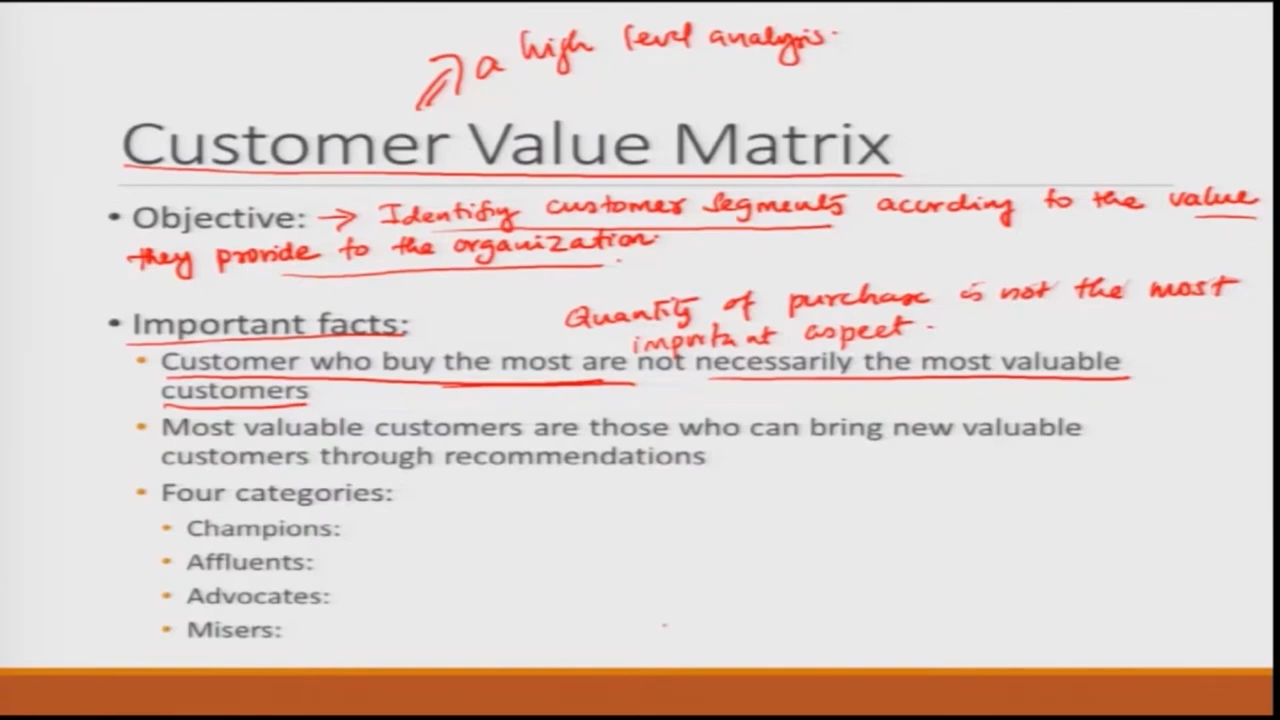 a high level analysis.
Customer Value Matrix
• Objective: → Identifiy customer segments acording to the value
they provide to the organization.
Quantity of purchase is not the most
important aspect.
• Important facts:
• Customer who buy the most are not necessarily the most valuable
customers
• Most valuable customers are those who can bring new valuable
customers through recommendations
• Four categories:
• Champions:
• Affluents:
• Advocates:
• Misers: